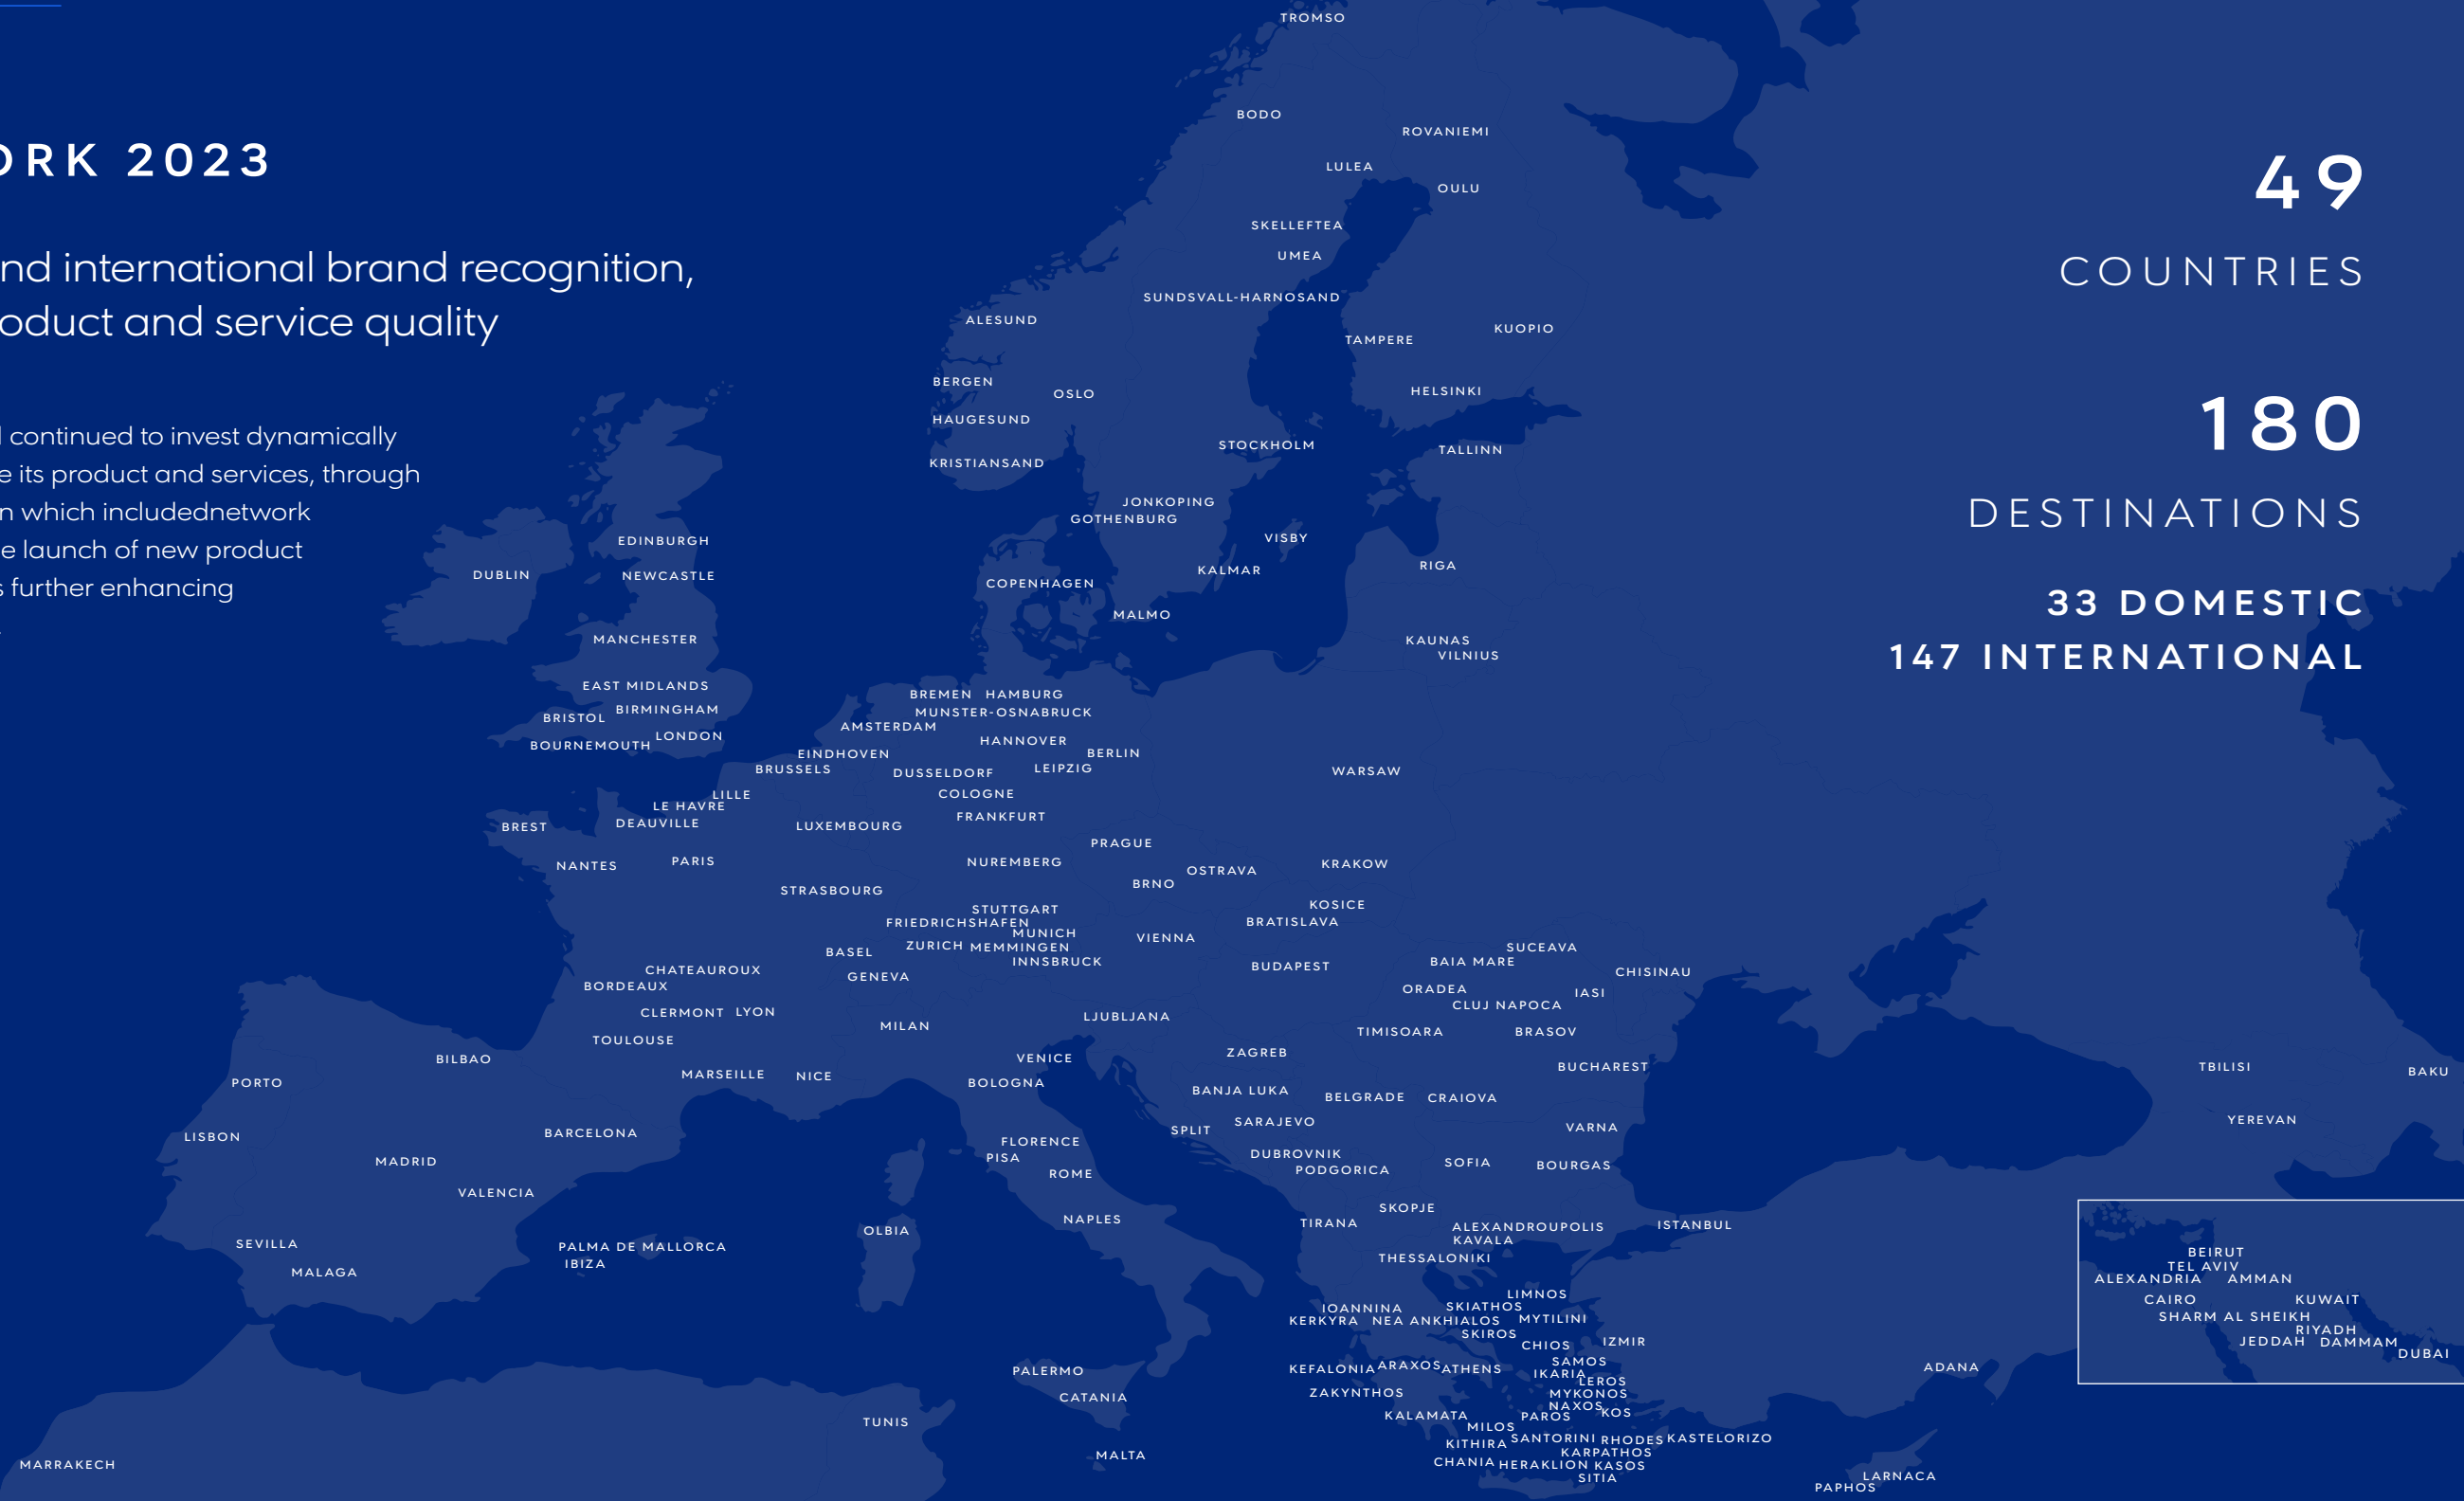 ORK 2023
nd international brand recognition,
oduct and service quality
l continued to invest dynamically
e its product and services, through
n which includednetwork
e launch of new product
s further enhancing
.
49
COUNTRIES
180
DESTINATIONS
33 DOMESTIC
147 INTERNATIONAL
TROMSO
BODO
ROVANIEMI
LULEA
OULU
SKELLEFTEA
UMEA
SUNDSVALL-HARNOSAND
ALESUND
KUOPIO
TAMPERE
BERGEN
OSLO
HELSINKI
HAUGESUND
STOCKHOLM
TALLINN
KRISTIANSAND
JONKOPING
GOTHENBURG
VISBY
EDINBURGH
RIGA
KALMAR
DUBLIN
NEWCASTLE
COPENHAGEN
MALMO
MANCHESTER
KAUNAS
VILNIUS
EAST MIDLANDS
BREMEN HAMBURG
BIRMINGHAM
MUNSTER-OSNABRUCK
BRISTOL
AMSTERDAM
LONDON
HANNOVER
BOURNEMOUTH
EINDHOVEN
BERLIN
BRUSSELS
DUSSELDORF
LEIPZIG
WARSAW
LILLE
COLOGNE
LE HAVRE
FRANKFURT
DEAUVILLE
BREST
LUXEMBOURG
PRAGUE
NANTES
PARIS
NUREMBERG
KRAKOW
OSTRAVA
BRNO
STRASBOURG
KOSICE
STUTTGART
FRIEDRICHSHAFEN
BRATISLAVA
MUNICH
VIENNA
ZURICH MEMMINGEN
SUCEAVA
BASEL
INNSBRUCK
BAIA MARE
BUDAPEST
CHATEAUROUX
CHISINAU
GENEVA
BORDEAUX
ORADEA
IASI
CLUJ NAPOCA
CLERMONT LYON
LJUBLJANA
MILAN
TIMISOARA
BRASOV
TOULOUSE
ZAGREB
BILBAO
VENICE
BUCHAREST
TBILISI
BAKU
MARSEILLE
NICE
PORTO
BOLOGNA
BANJA LUKA
BELGRADE
CRAIOVA
SARAJEVO
YEREVAN
VARNA
SPLIT
BARCELONA
LISBON
FLORENCE
DUBROVNIK
PISA
MADRID
SOFIA
BOURGAS
PODGORICA
ROME
VALENCIA
SKOPJE
NAPLES
TIRANA
ISTANBUL
ALEXANDROUPOLIS
OLBIA
KAVALA
SEVILLA
PALMA DE MALLORCA
IBIZA
THESSALONIKI
MALAGA
LIMNOS
IOANNINA
SKIATHOS
KERKYRA
NEA ANKHIALOS
MYTILINI
SKIROS
CHIOS
IZMIR
SAMOS
KEFALONIA
ARAXOS
ATHENS
IKARIA
ADANA
PALERMO
LEROS
ZAKYNTHOS
MYKONOS
CATANIA
NAXOS
KOS
KALAMATA
PAROS
TUNIS
MILOS
SANTORINI
RHODES
KASTELORIZO
KITHIRA
KARPATHOS
MALTA
CHANIA
HERAKLION
KASOS
MARRAKECH
SITIA
LARNACA
PAPHOS
BEIRUT
TEL AVIV
ALEXANDRIA
AMMAN
CAIRO
KUWAIT
SHARM AL SHEIKH
RIYADH
JEDDAH
DAMMAM
DUBAI